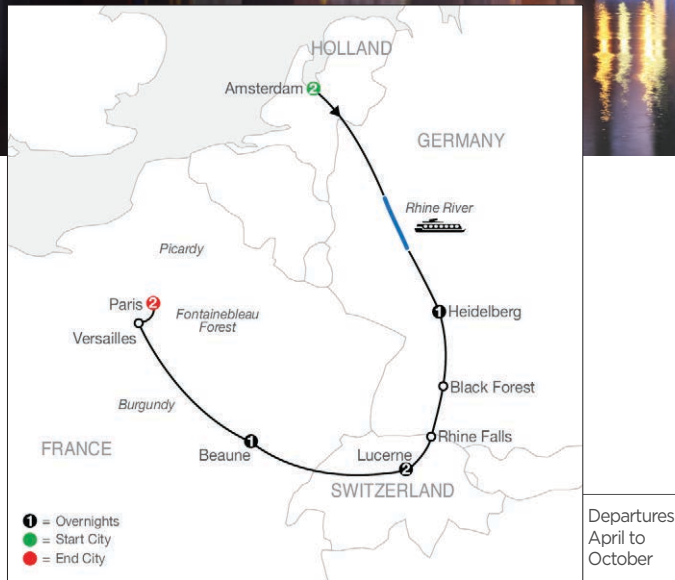 HOLLAND
Amsterdam 2
GERMANY
Rhine River
Picardy
Paris 2
Fontainebleau
Forest
Versailles
1 Heidelberg
Black Forest
Burgundy
Rhine Falls
1
Beaune
Lucerne
2
FRANCE
SWITZERLAND
1 = Overnights
= Start City
= End City
Departures
April to
October